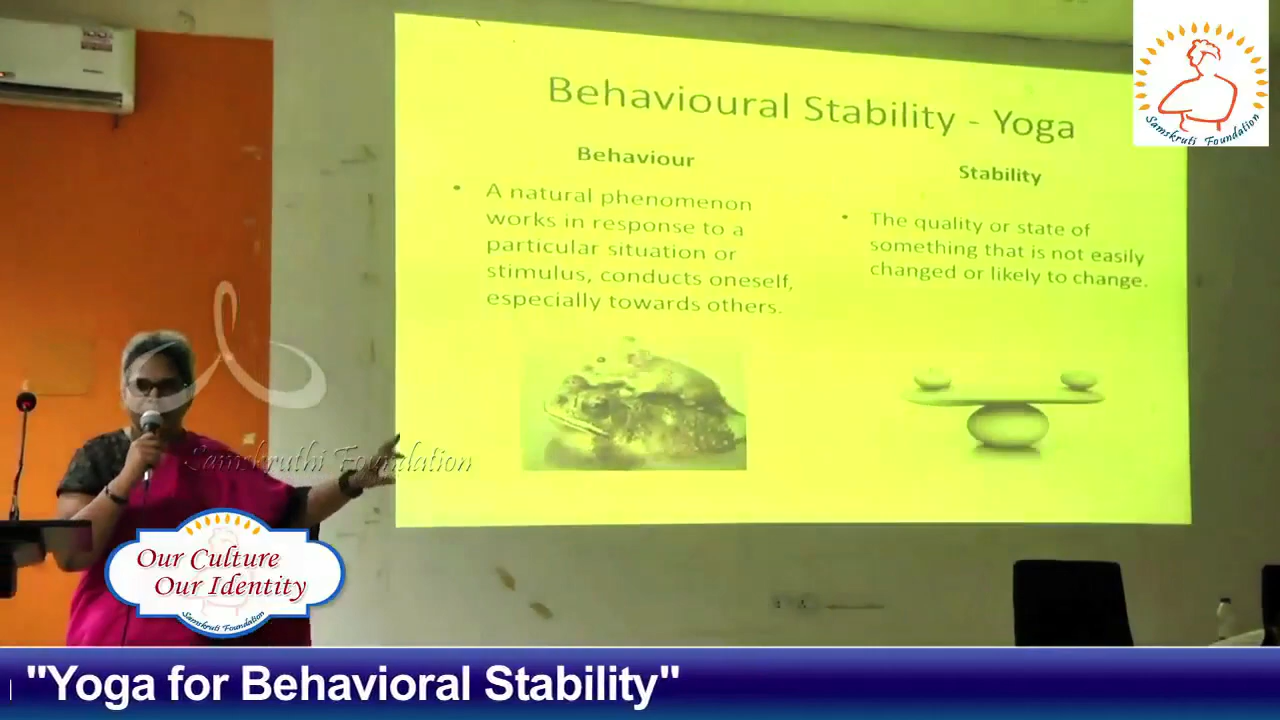 Behavioural Stability - Yoga
Behaviour
• A natural phenomenon
works in response to a
particular situation or
stimulus, conducts oneself,
especially towards others.
Stability
• The quality or state of
something that is not easily
changed or likely to change.
Samskruti Foundation
Samskruthi Foundation
Our Culture
Our Identity
Samskruti Foundation
"Yoga for Behavioral Stability"